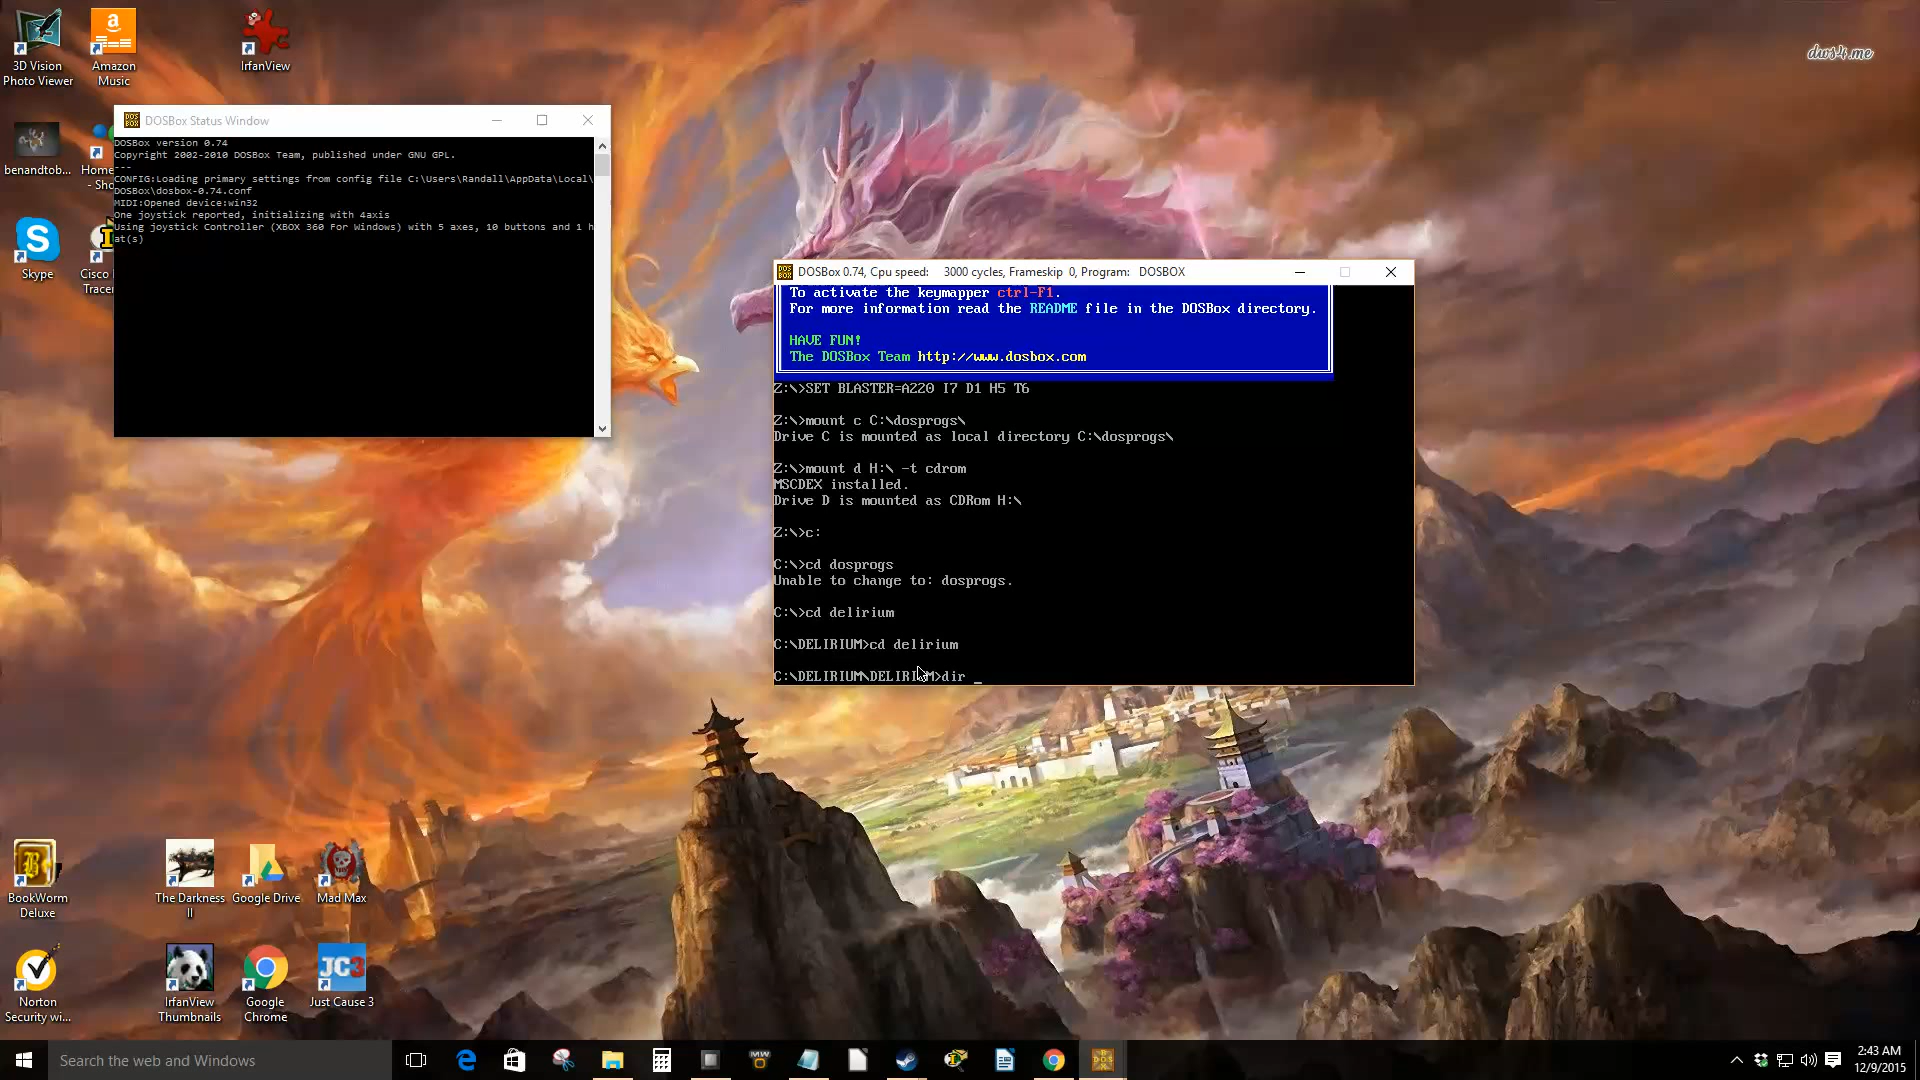 3D Vision
Photo Viewer
Amazon
Music
IrfanView
dws4.me
benandtob...
Home
- Sho
Skype
Cisco
Tracer
DOSBox Status Window
DOSBox version 0.74
Copyright 2002-2010 DOSBox Team, published under GNU GPL.
---
CONFIG:Loading primary settings from config file C:\Users\Randall\AppData\Local\
DOSBox\dosbox-0.74.conf
MIDI:Opened device:win32
One joystick reported, initializing with 4axis
Using joystick Controller (XBOX 360 For Windows) with 5 axes, 10 buttons and 1 h
at(s)
DOSBox 0.74, Cpu speed: 3000 cycles, Frameskip 0, Program: DOSBOX
To activate the keymapper ctrl-F1.
For more information read the README file in the DOSBox directory.
HAVE FUN!
The DOSBox Team http://www.dosbox.com
Z:\>SET BLASTER=A220 I7 D1 H5 T6
Z:\>mount c C:\dosprogs\
Drive C is mounted as local directory C:\dosprogs\
Z:\>mount d H:\ -t cdrom
MSCDEX installed.
Drive D is mounted as CDRom H:\
Z:\>c:
C:\>cd dosprogs
Unable to change to: dosprogs.
C:\>cd delirium
C:\DELIRIUM>cd delirium
C:\DELIRIUM\DELIRIUM>dir _
BookWorm
Deluxe
The Darkness
II
Google Drive
Mad Max
Norton
Security wi...
IrfanView
Thumbnails
Google
Chrome
JC3
Just Cause 3
Search the web and Windows
MW
2:43 AM
12/9/2015